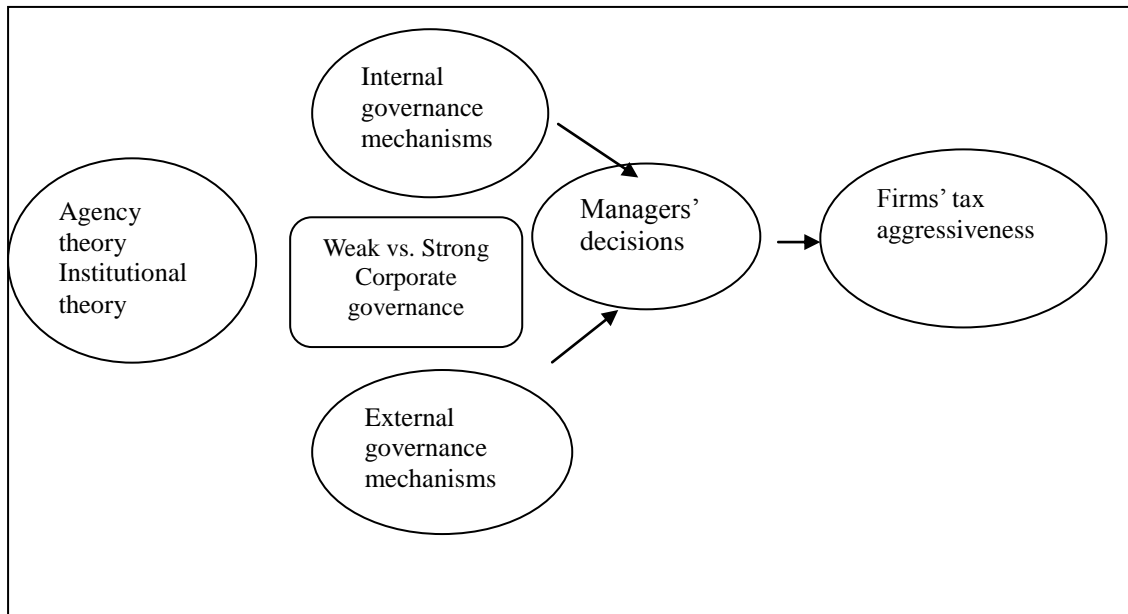 Agency
theory
Institutional
theory
Internal
governance
mechanisms
Weak vs. Strong
Corporate
governance
External
governance
mechanisms
Managers’
decisions
Firms’ tax
aggressiveness